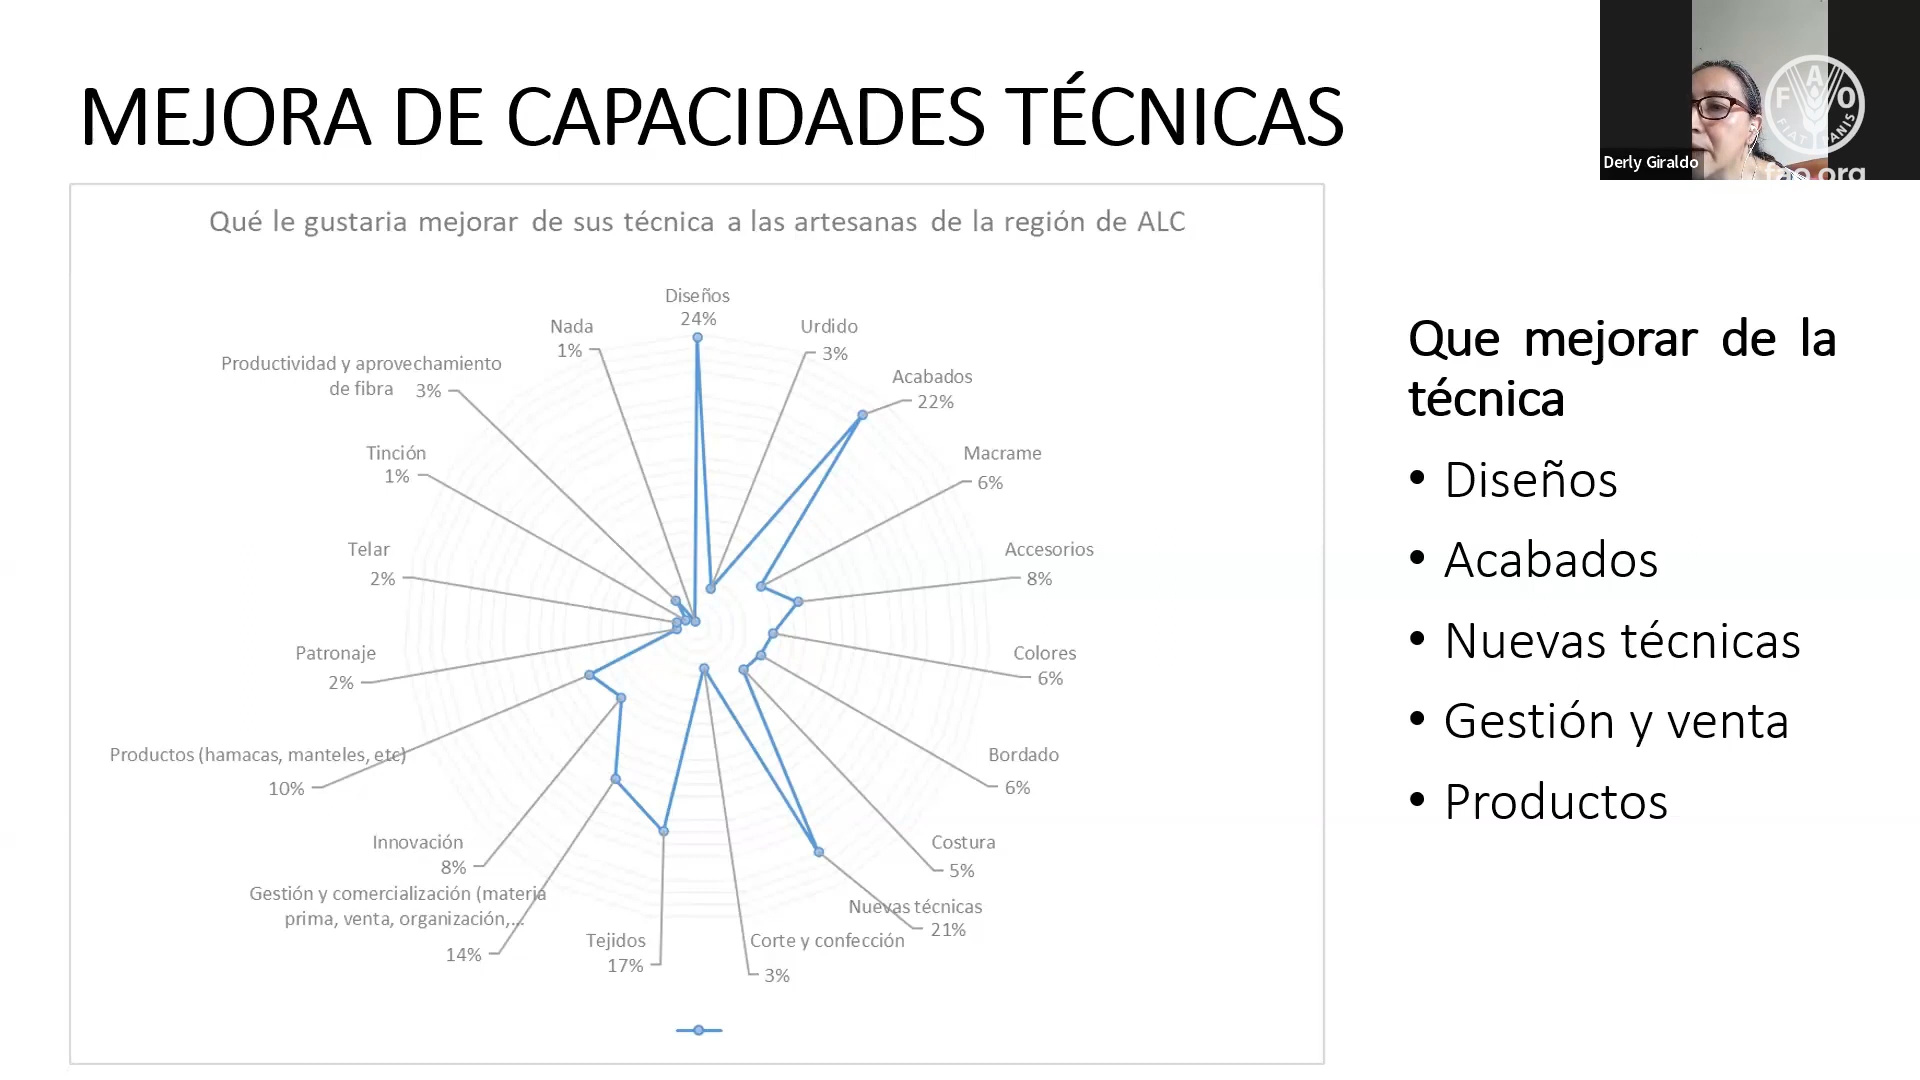 MEJORA DE CAPACIDADES TÉCNICAS
Derly Giraldo
F A O
FIAT PANIS
fao.org
Qué le gustaria mejorar de sus técnica a las artesanas de la región de ALC
Diseños
24%
Urdido
3%
Acabados
22%
Macrame
6%
Accesorios
8%
Colores
6%
Bordado
6%
Costura
5%
Nuevas técnicas
21%
Corte y confección
3%
Tejidos
17%
Gestión y comercialización (materia
prima, venta, organización,...
14%
Innovación
8%
Productos (hamacas, manteles, etc)
10%
Patronaje
2%
Telar
2%
Tinción
1%
Productividad y aprovechamiento
de fibra 3%
Nada
1%
Que mejorar de la
técnica
• Diseños
• Acabados
• Nuevas técnicas
• Gestión y venta
• Productos